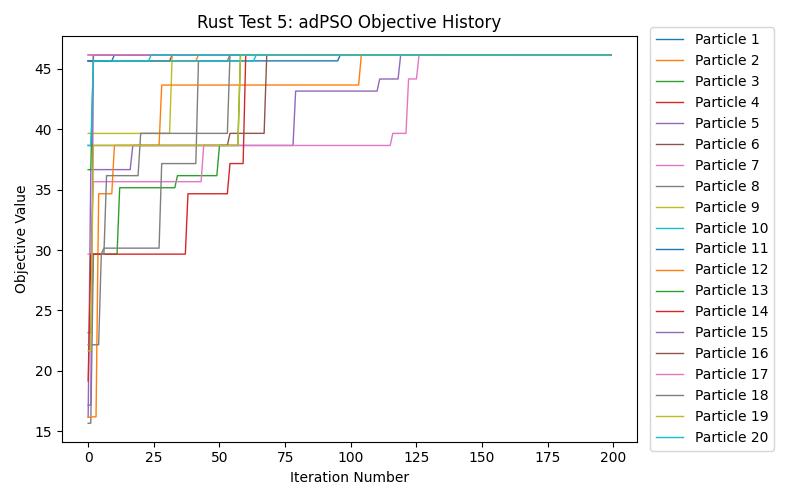 Rust Test 5: adPSO Objective History
Objective Value
45
40
35
30
25
20
15
0 25 50 75 100 125 150 175 200
Iteration Number
Particle 1
Particle 2
Particle 3
Particle 4
Particle 5
Particle 6
Particle 7
Particle 8
Particle 9
Particle 10
Particle 11
Particle 12
Particle 13
Particle 14
Particle 15
Particle 16
Particle 17
Particle 18
Particle 19
Particle 20